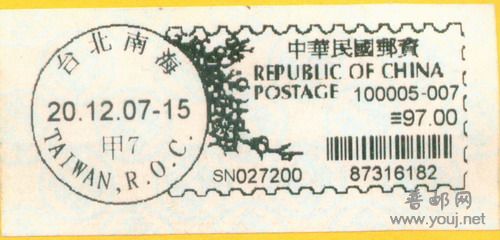 台北南海
20.12.07-15
甲7
TAIWAN, R.O.C.
中華民國郵資
REPUBLIC OF CHINA
POSTAGE 100005-007
≡97.00
SN027200 87316182
喜邮网
www.youj.net